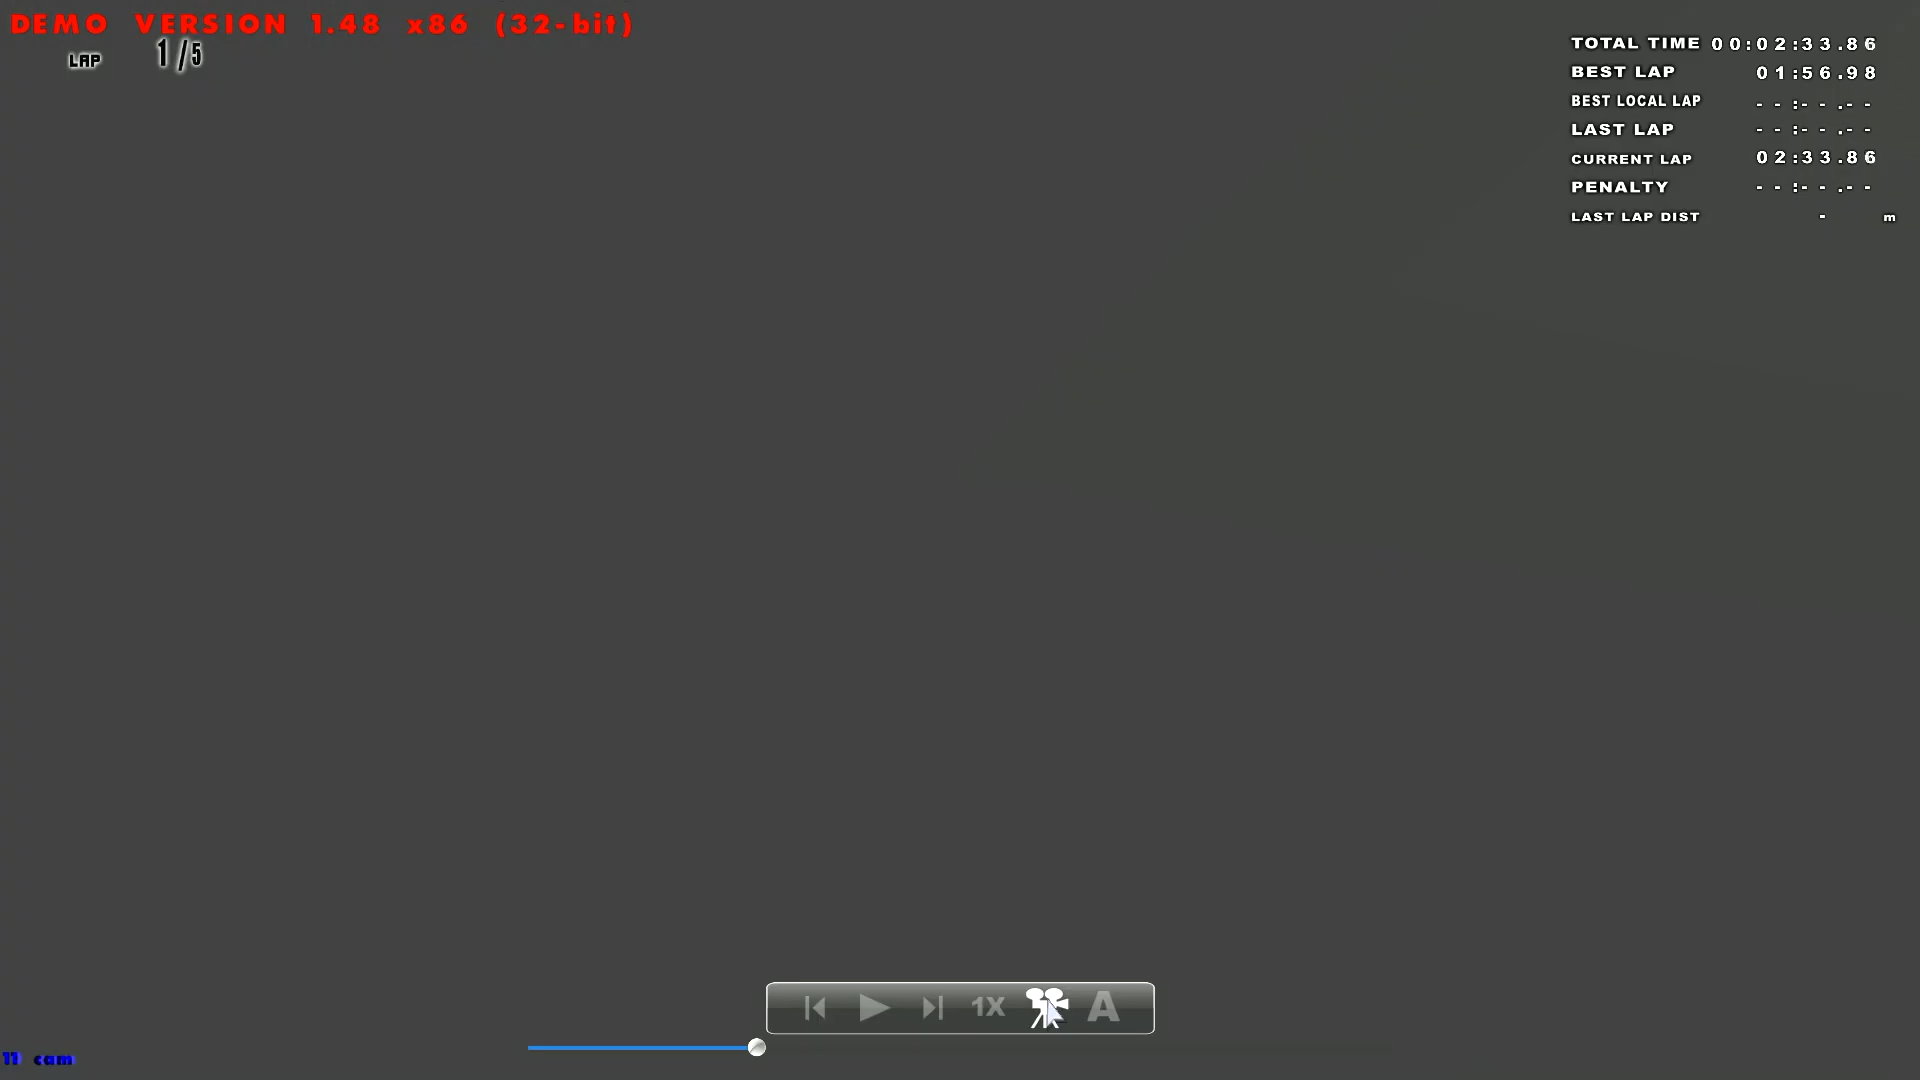 DEMO VERSION 1.48 x86 (32-bit)
LAP 1/5
TOTAL TIME 00:02:33.86
BEST LAP 01:56.98
BEST LOCAL LAP --:--.--
LAST LAP --:--.--
CURRENT LAP 02:33.86
PENALTY --:--.--
LAST LAP DIST - m
1X A
11 cam